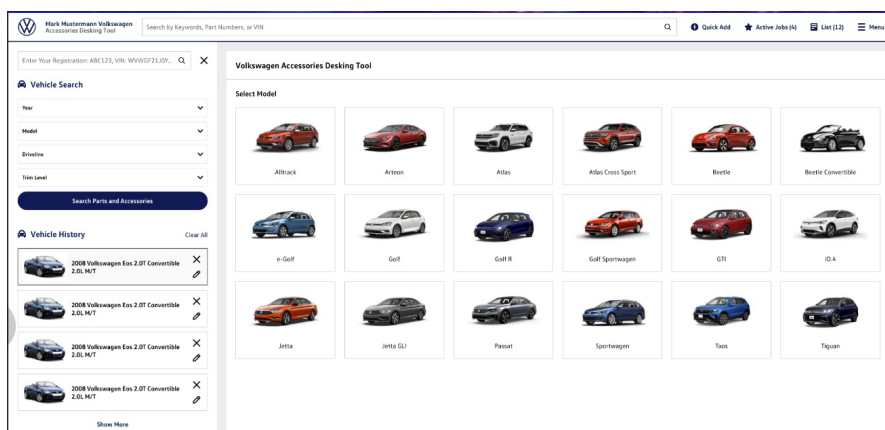 Mark Mustermann Volkswagen
Accessories Desking Tool
Search by Keywords, Part Numbers, or VIN
Quick Add
Active Jobs (4)
List (12)
Menu
Enter Your Registration: ABC123, VIN:
Vehicle Search
Year
Model
Driveline
Trim Level
Search Parts and Accessories
Vehicle History
Clear All
2008 Volkswagen Eos 2.0T Convertible
2.0L M/T
2008 Volkswagen Eos 2.0T Convertible
2.0L M/T
2008 Volkswagen Eos 2.0T Convertible
2.0L M/T
2008 Volkswagen Eos 2.0T Convertible
2.0L M/T
Show More
Volkswagen Accessories Desking Tool
Select Model
Alltrack
Arteon
Atlas
Atlas Cross Sport
Beetle
Beetle Convertible
e-Golf
Golf
Golf R
Golf Sportwagen
GTI
ID.4
Jetta
Jetta GLI
Passat
Sportwagen
Taos
Tiguan